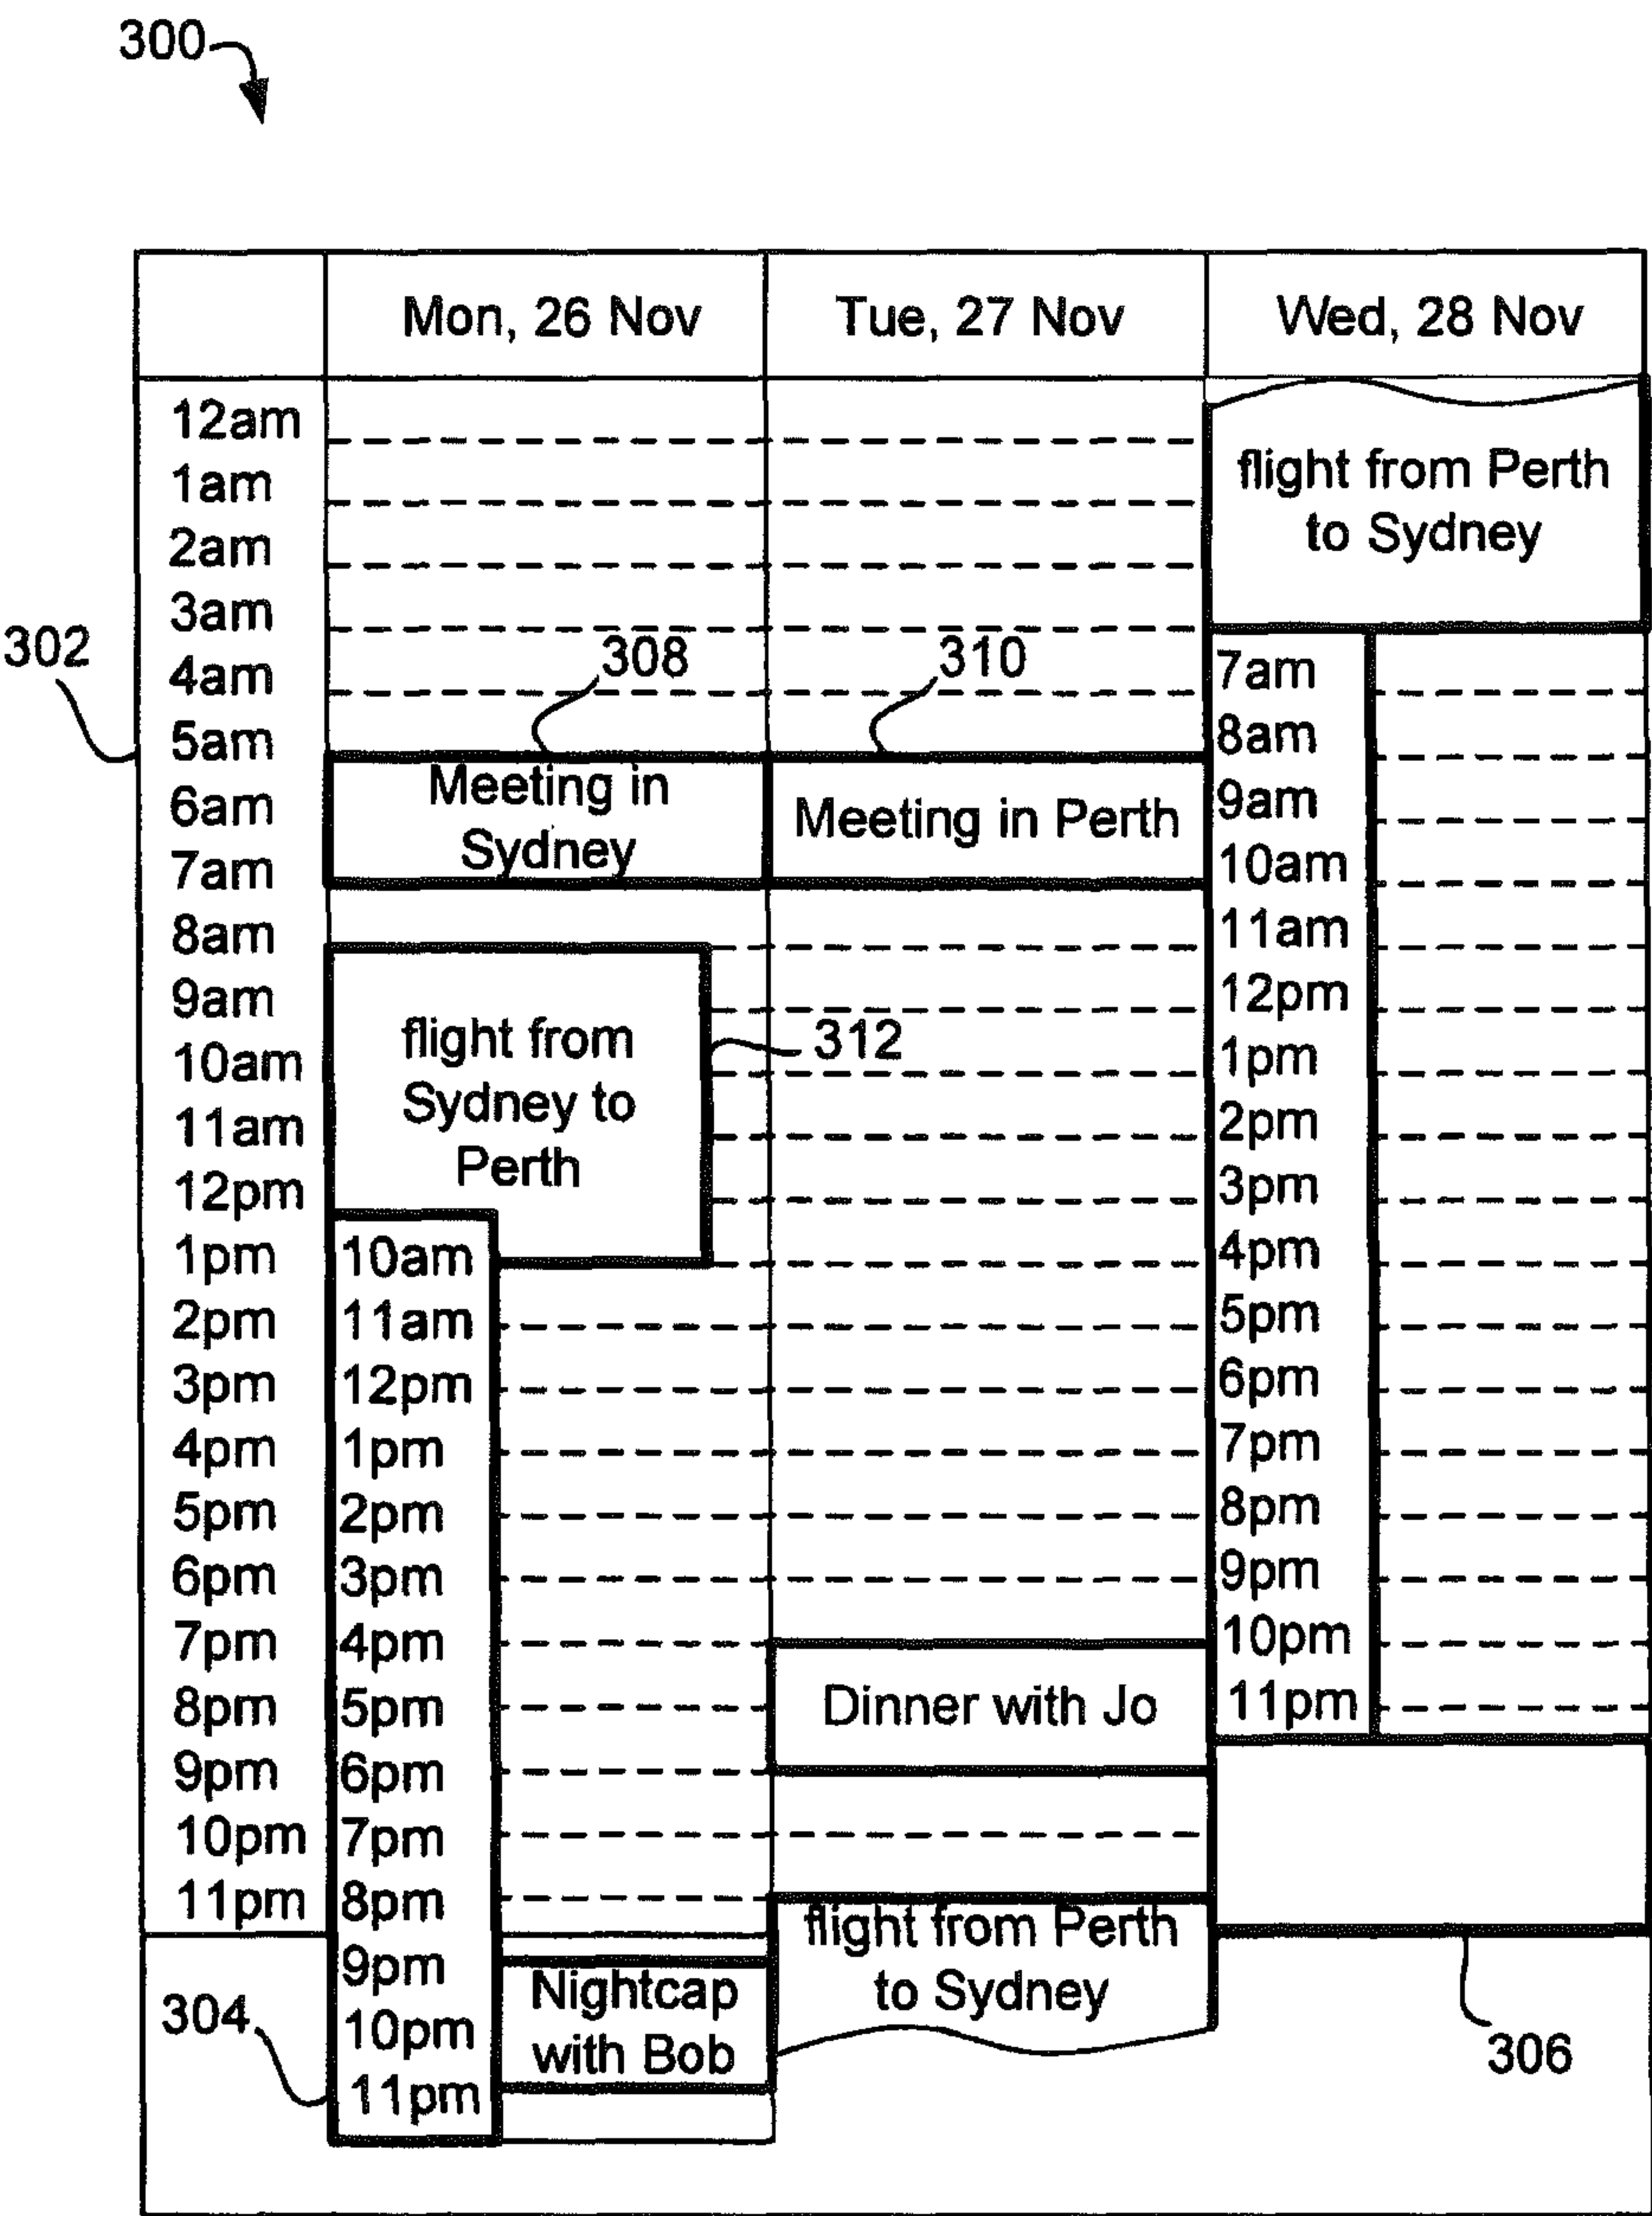 300
Mon, 26 Nov
Tue, 27 Nov
Wed, 28 Nov
12am
1am
2am
3am
4am
5am
6am
7am
8am
9am
10am
11am
12pm
1pm
2pm
3pm
4pm
5pm
6pm
7pm
8pm
9pm
10pm
11pm
302
308
Meeting in
Sydney
flight from
Sydney to
Perth
312
10am
11am
12pm
1pm
2pm
3pm
4pm
5pm
6pm
7pm
8pm
9pm
10pm
11pm
304
Nightcap
with Bob
310
Meeting in Perth
Dinner with Jo
flight from Perth
to Sydney
flight from Perth
to Sydney
7am
8am
9am
10am
11am
12pm
1pm
2pm
3pm
4pm
5pm
6pm
7pm
8pm
9pm
10pm
11pm
306